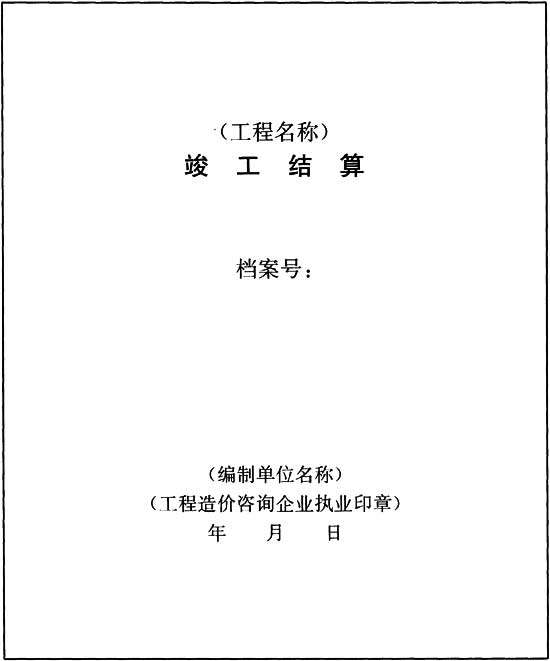 （工程名称）
竣 工 结 算
档案号：
（编制单位名称）
（工程造价咨询企业执业印章）
年 月 日